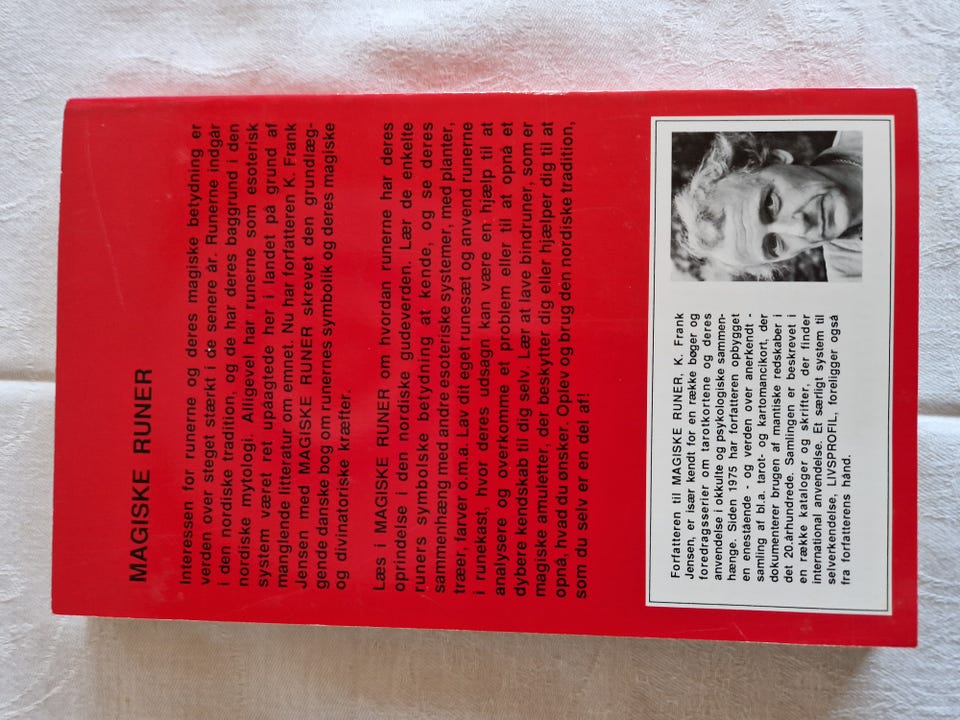 MAGISKE RUNER
Interessen for runerne og deres magiske betydning er
verden over steget stærkt i de senere år. Runerne indgår
i den nordiske tradition, og de har deres baggrund i den
nordiske mytologi. Alligevel har runerne som esoterisk
system været ret upåagtede her i landet på grund af
manglende litteratur om emnet. Nu har forfatteren K. Frank
Jensen med MAGISKE RUNER skrevet den grundlæg-
gende danske bog om runernes symbolik og deres magiske
og divinatoriske kræfter.
Læs i MAGISKE RUNER om hvordan runerne har deres
oprindelse i den nordiske gudeverden. Lær de enkelte
runers symbolske betydning at kende, og se deres
sammenhæng med andre esoteriske systemer, med planter,
træer, farver o.m.a. Lav dit eget runesæt og anvend runerne
i runekast, hvor deres udsagn kan være en hjælp til at
analysere og overkomme et problem eller til at opnå et
dybere kendskab til dig selv. Lær at lave bindruner, som er
magiske amuletter, der beskytter dig eller hjælper dig til at
opnå, hvad du ønsker. Oplev og brug den nordiske tradition,
som du selv er en del af!
Forfatteren til MAGISKE RUNER, K. Frank
Jensen, er især kendt for en række bøger og
foredragsserier om tarotkortene og deres
anvendelse i okkulte og psykologiske sammen-
hænge. Siden 1975 har forfatteren opbygget
en enestående - og verden over anerkendt -
samling af bl.a. tarot- og kartomancikort, der
dokumenterer brugen af mantiske redskaber i
det 20.århundrede. Samlingen er beskrevet i
en række kataloger og skrifter, der finder
international anvendelse. Et særligt system til
selverkendelse, LIVSPROFIL, foreligger også
fra forfatterens hånd.